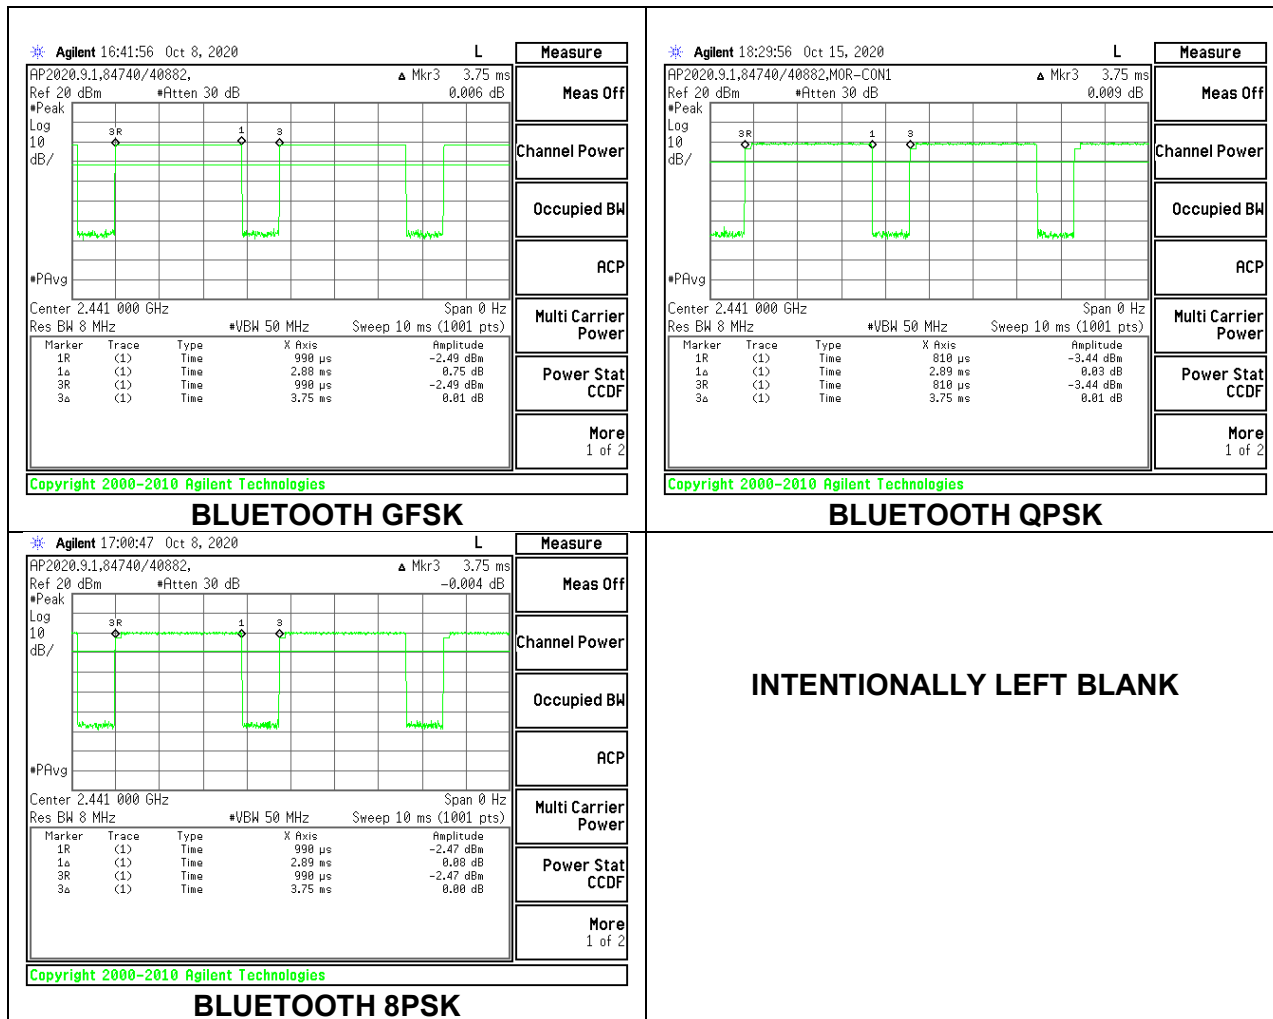 Agilent 16:41:56 Oct 8, 2020 L Measure
AP2020.9.1,84740/40882, Δ Mkr3 3.75 ms
Ref 20 dBm #Atten 30 dB 0.006 dB
#Peak
Log
10
dB/
3R 1 3
#PAvg
Center 2.441 000 GHz Span 0 Hz
Res BW 8 MHz #VBW 50 MHz Sweep 10 ms (1001 pts)
Marker Trace Type X Axis Amplitude
1R (1) Time 990 µs -2.49 dBm
1Δ (1) Time 2.88 ms 0.75 dB
3R (1) Time 990 µs -2.49 dBm
3Δ (1) Time 3.75 ms 0.01 dB
Meas Off
Channel Power
Occupied BW
ACP
Multi Carrier
Power
Power Stat
CCDF
More
1 of 2
Copyright 2000-2010 Agilent Technologies
BLUETOOTH GFSK
Agilent 18:29:56 Oct 15, 2020 L Measure
AP2020.9.1,84740/40882,MOR-CON1 Δ Mkr3 3.75 ms
Ref 20 dBm #Atten 30 dB 0.009 dB
#Peak
Log
10
dB/
3R 1 3
#PAvg
Center 2.441 000 GHz Span 0 Hz
Res BW 8 MHz #VBW 50 MHz Sweep 10 ms (1001 pts)
Marker Trace Type X Axis Amplitude
1R (1) Time 810 µs -3.44 dBm
1Δ (1) Time 2.89 ms 0.03 dB
3R (1) Time 810 µs -3.44 dBm
3Δ (1) Time 3.75 ms 0.01 dB
Meas Off
Channel Power
Occupied BW
ACP
Multi Carrier
Power
Power Stat
CCDF
More
1 of 2
Copyright 2000-2010 Agilent Technologies
BLUETOOTH QPSK
Agilent 17:00:47 Oct 8, 2020 L Measure
AP2020.9.1,84740/40882, Δ Mkr3 3.75 ms
Ref 20 dBm #Atten 30 dB -0.004 dB
#Peak
Log
10
dB/
3R 1 3
#PAvg
Center 2.441 000 GHz Span 0 Hz
Res BW 8 MHz #VBW 50 MHz Sweep 10 ms (1001 pts)
Marker Trace Type X Axis Amplitude
1R (1) Time 990 µs -2.47 dBm
1Δ (1) Time 2.89 ms 0.08 dB
3R (1) Time 990 µs -2.47 dBm
3Δ (1) Time 3.75 ms 0.00 dB
Meas Off
Channel Power
Occupied BW
ACP
Multi Carrier
Power
Power Stat
CCDF
More
1 of 2
Copyright 2000-2010 Agilent Technologies
BLUETOOTH 8PSK
INTENTIONALLY LEFT BLANK